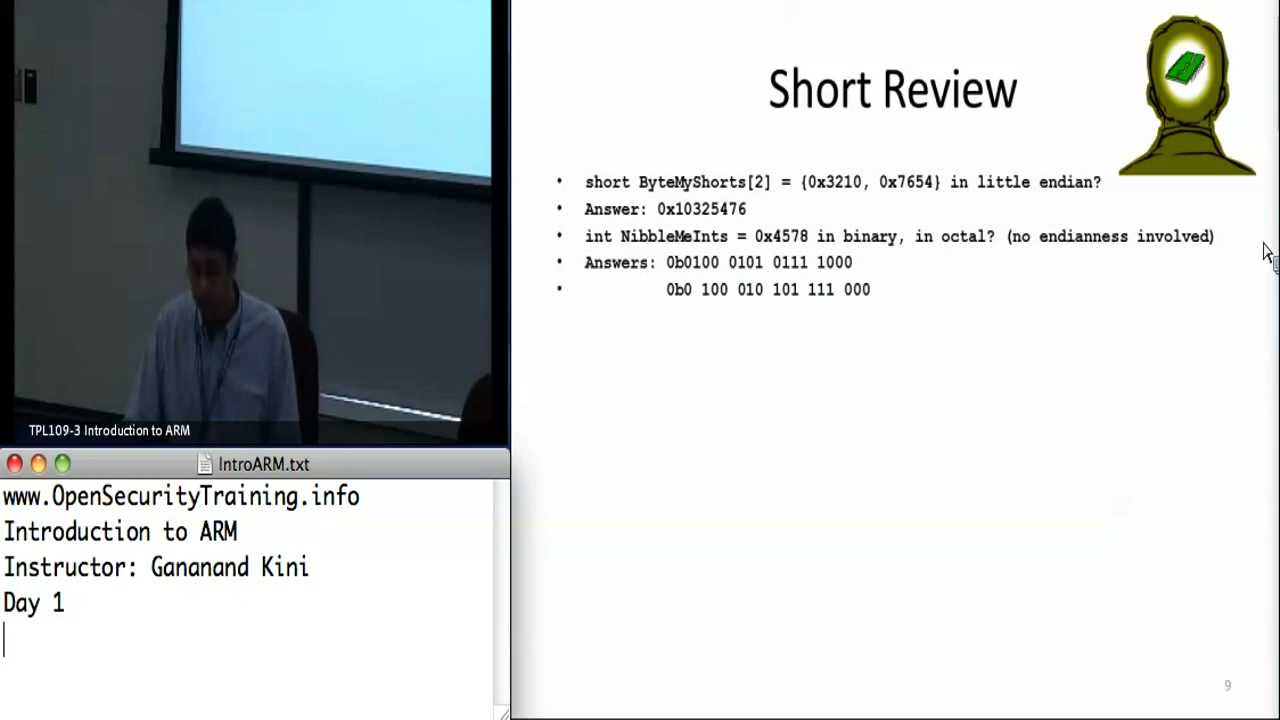 Short Review
• short ByteMyShorts[2] = {0x3210, 0x7654} in little endian?
• Answer: 0x10325476
• int NibbleMeInts = 0x4578 in binary, in octal? (no endianness involved)
• Answers: 0b0100 0101 0111 1000
• 0b0 100 010 101 111 000
9
TPL109-3 Introduction to ARM
IntroARM.txt
www.OpenSecurityTraining.info
Introduction to ARM
Instructor: Gananand Kini
Day 1